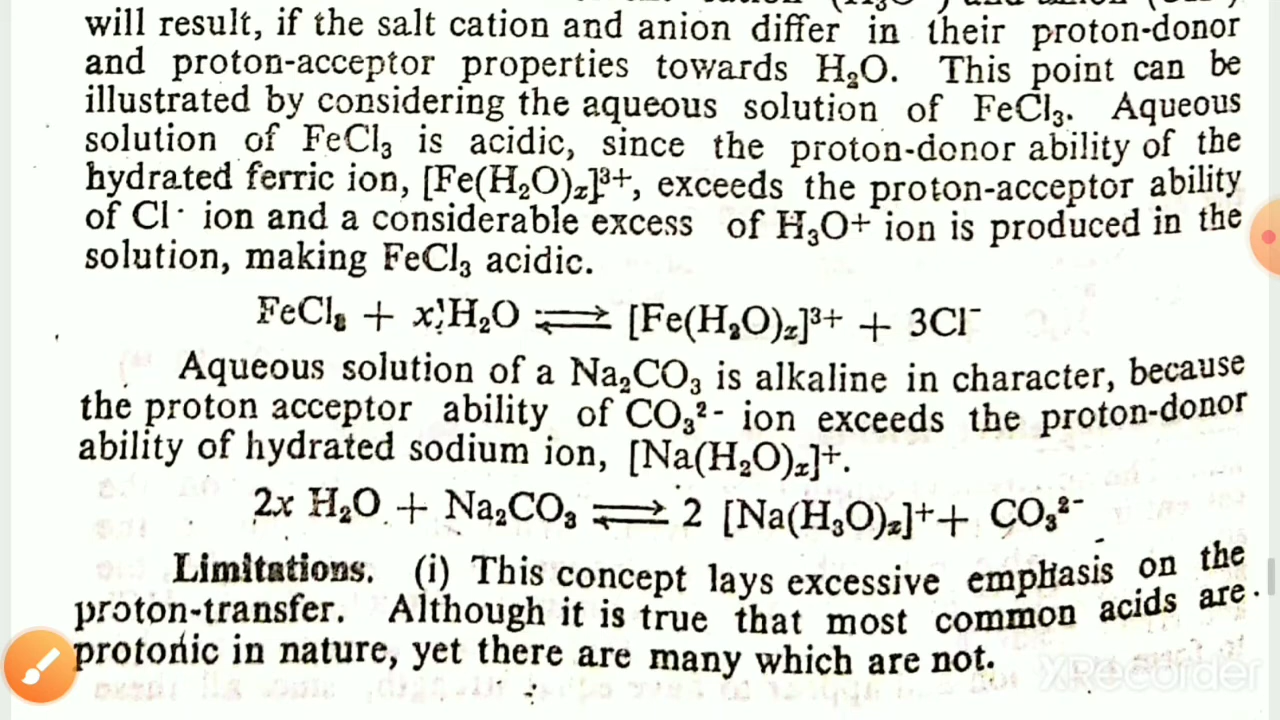 will result, if the salt cation and anion differ in their proton-donor
and proton-acceptor properties towards H₂O. This point can be
illustrated by considering the aqueous solution of FeCl₃. Aqueous
solution of FeCl₃ is acidic, since the proton-donor ability of the
hydrated ferric ion, [Fe(H₂O)ₓ]³⁺, exceeds the proton-acceptor ability
of Cl⁻ ion and a considerable excess of H₃O+ ion is produced in the
solution, making FeCl₃ acidic.
FeCl₃ + x H₂O ⇌ [Fe(H₂O)ₓ]³⁺ + 3Cl⁻
Aqueous solution of a Na₂CO₃ is alkaline in character, because
the proton acceptor ability of CO₃²⁻ ion exceeds the proton-donor
ability of hydrated sodium ion, [Na(H₂O)ₓ]⁺.
2x H₂O + Na₂CO₃ ⇌ 2 [Na(H₃O)ₓ]⁺ + CO₃²⁻
Limitations. (i) This concept lays excessive emphasis on the
proton-transfer. Although it is true that most common acids are
protonic in nature, yet there are many which are not.
XRecorder